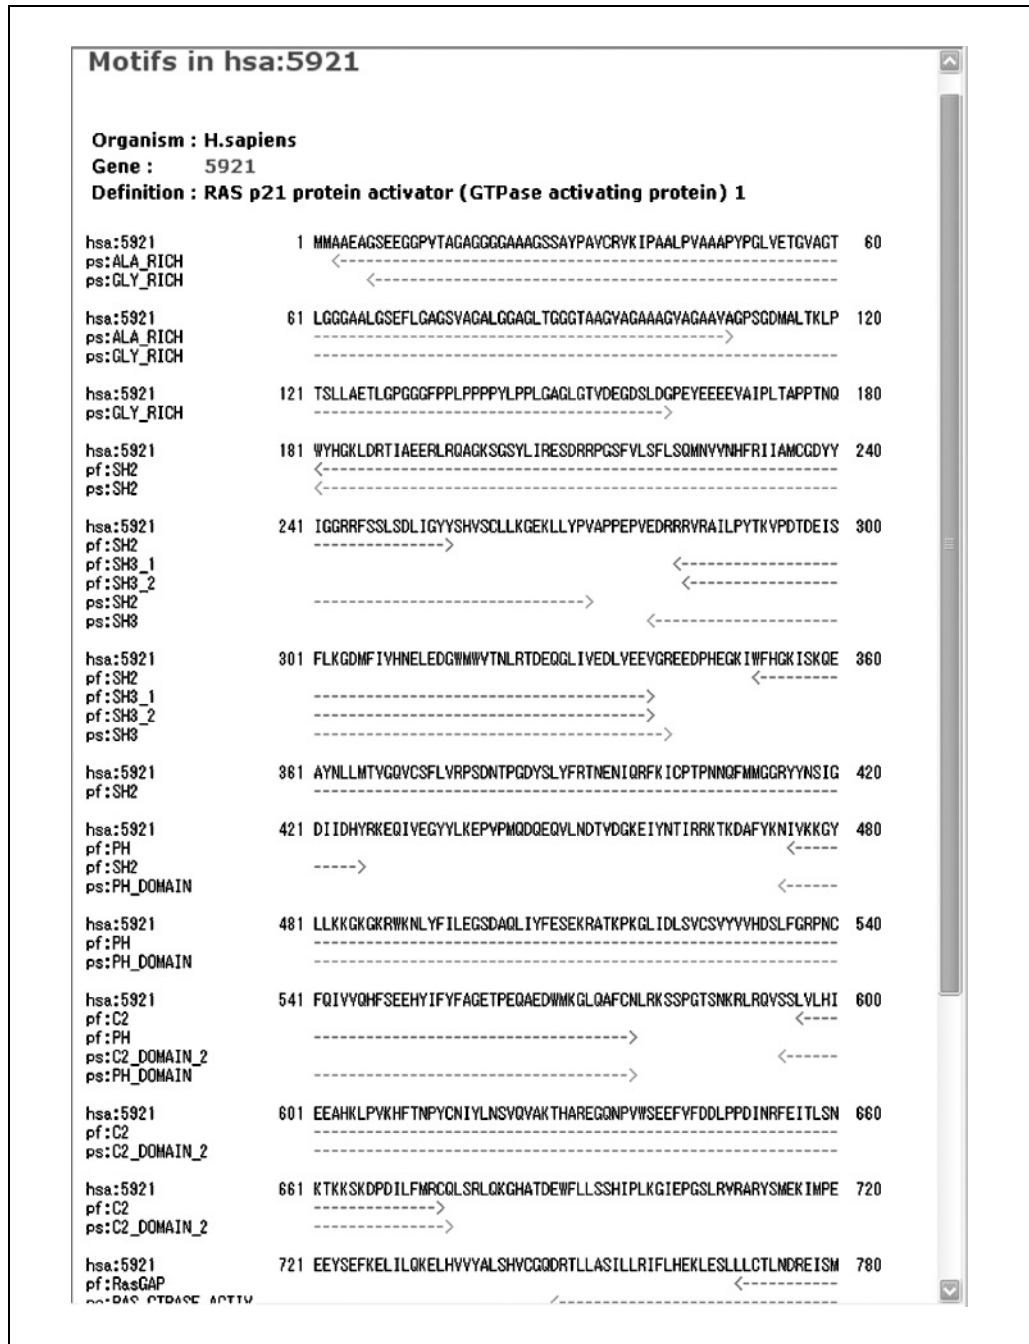 Motifs in hsa:5921
Organism : H.sapiens
Gene : 5921
Definition : RAS p21 protein activator (GTPase activating protein) 1
hsa:5921 1 MMAAEAGSEEGGPVTAGAGGGGAAAGSSAYPAVCRVKIPAALPVAAAPYPGLVETGVAGT 60
ps:ALA_RICH <----------------------------------------------------------
ps:GLY_RICH <------------------------------------------------------
hsa:5921 61 LGGGAALGSEFLGAGSVAGALGGAGLTGGGTAAGVAGAAAGVAGAAVAGPSGDMALTKLP 120
ps:ALA_RICH ------------------------------------------------>
ps:GLY_RICH ------------------------------------------------------------
hsa:5921 121 TSLLAETLGPGGGFPPLPPPPYLPPLGAGLGTVDEGDSLDGPEYEEEEVAIPLTAPPTNQ 180
ps:GLY_RICH ---------------------------------------->
hsa:5921 181 WYHGKLDRTIAEERLRQAGKSGSYLIRESDRRPGSFVLSFLSQMNVVNHFRIIAMCGDYY 240
pf:SH2 <-----------------------------------------------------------
ps:SH2 <-----------------------------------------------------------
hsa:5921 241 IGGRRFSSLSDLIGYYSHVSCLLKGEKLLYPVAPPEPVEDRRRVRAILPYTKVPDTDEIS 300
pf:SH2 --------------->
pf:SH3_1 <------------------
pf:SH3_2 <-----------------
ps:SH2 ------------------------------->
ps:SH3 <---------------------
hsa:5921 301 FLKGDMFIVHNELEDGWMWVTNLRTDEQGLIVEDLVEEVGREEDPHEGKIWFHGKISKQE 360
pf:SH2 <---------
pf:SH3_1 -------------------------------------->
pf:SH3_2 -------------------------------------->
ps:SH3 ---------------------------------------->
hsa:5921 361 AYNLLMTVGQVCSFLVRPSDNTPGDYSLYFRTNENIQRFKICPTPNNQFMMGGRYYNSIG 420
pf:SH2 ------------------------------------------------------------
hsa:5921 421 DIIDHYRKEQIVEGYYLKEPVPMQDQEQVLNDTVDGKEIYNTIRRKTKDAFYKNIVKKGY 480
pf:PH <-----
pf:SH2 ----->
ps:PH_DOMAIN <------
hsa:5921 481 LLKKGKGKRWKNLYFILEGSDAQLIYFESEKRATKPKGLIDLSVCSVYVVHDSLFGRPNC 540
pf:PH ------------------------------------------------------------
ps:PH_DOMAIN ------------------------------------------------------------
hsa:5921 541 FQIVVQHFSEEHYIFYFAGETPEQAEDWMKGLQAFCNLRKSSPGTSNKRLRQVSSLVLHI 600
pf:C2 <----
pf:PH ------------------------------------>
ps:C2_DOMAIN_2 <------
ps:PH_DOMAIN ------------------------------------>
hsa:5921 601 EEAHKLPVKHFTNPYCNIYLNSVQVAKTHAREGQNPVWSEEFVFDDLPPDINRFEITLSN 660
pf:C2 ------------------------------------------------------------
ps:C2_DOMAIN_2 ------------------------------------------------------------
hsa:5921 661 KTKKSKDPDILFMRCQLSRLQKGHATDEWFLLSSHIPLKGIEPGSLRVRARYSMEKIMPE 720
pf:C2 -------------->
ps:C2_DOMAIN_2 --------------->
hsa:5921 721 EEYSEFKELILQKELHVVYALSHVCGQDRTLLASILLRIFLHEKLESLLLCTLNDREISM 780
pf:RasGAP <-----------
ps:RAS_GTPASE_ACTIV <--------------------------------